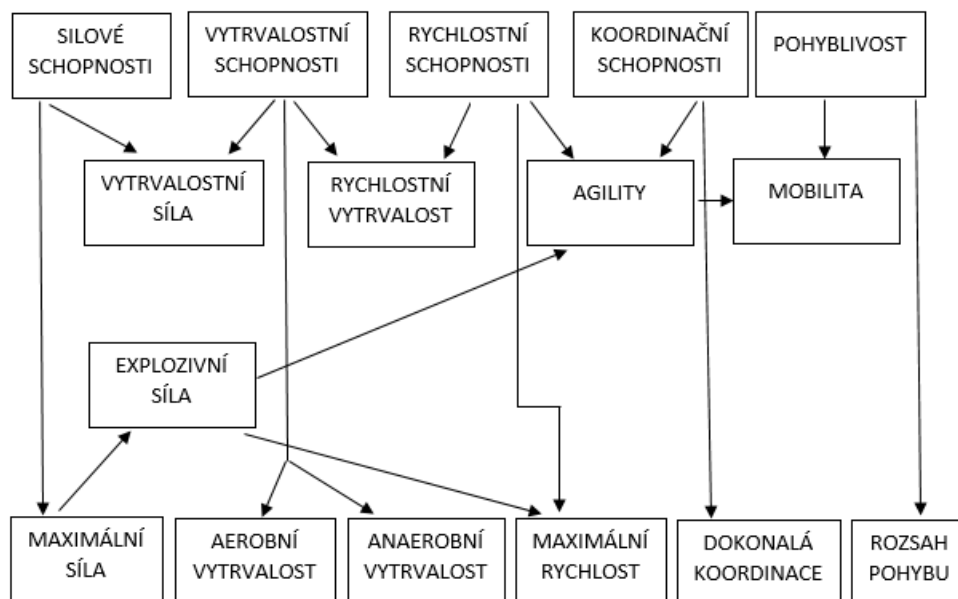 SILOVÉ
SCHOPNOSTI
VYTRVALOSTNÍ
SCHOPNOSTI
RYCHLOSTNÍ
SCHOPNOSTI
KOORDINAČNÍ
SCHOPNOSTI
POHYBLIVOST
VYTRVALOSTNÍ
SÍLA
RYCHLOSTNÍ
VYTRVALOST
AGILITY
MOBILITA
EXPLOZIVNÍ
SÍLA
MAXIMÁLNÍ
SÍLA
AEROBNÍ
VYTRVALOST
ANAEROBNÍ
VYTRVALOST
MAXIMÁLNÍ
RYCHLOST
DOKONALÁ
KOORDINACE
ROZSAH
POHYBU